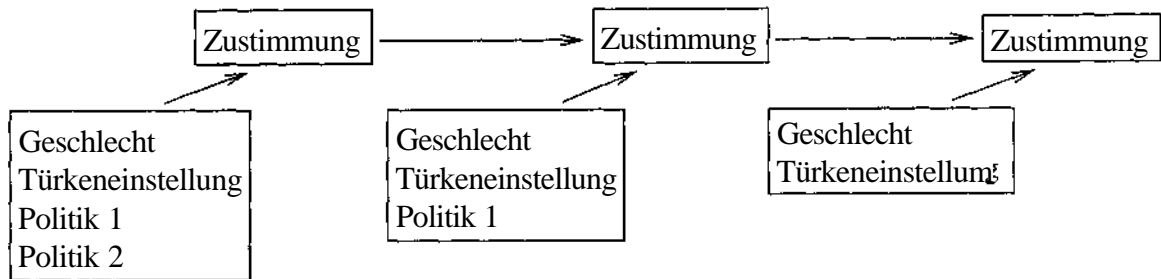 Zustimmung
Zustimmung
Zustimmung
Geschlecht
Türkeneinstellung
Politik 1
Politik 2
Geschlecht
Türkeneinstellung
Politik 1
Geschlecht
Türkeneinstellung